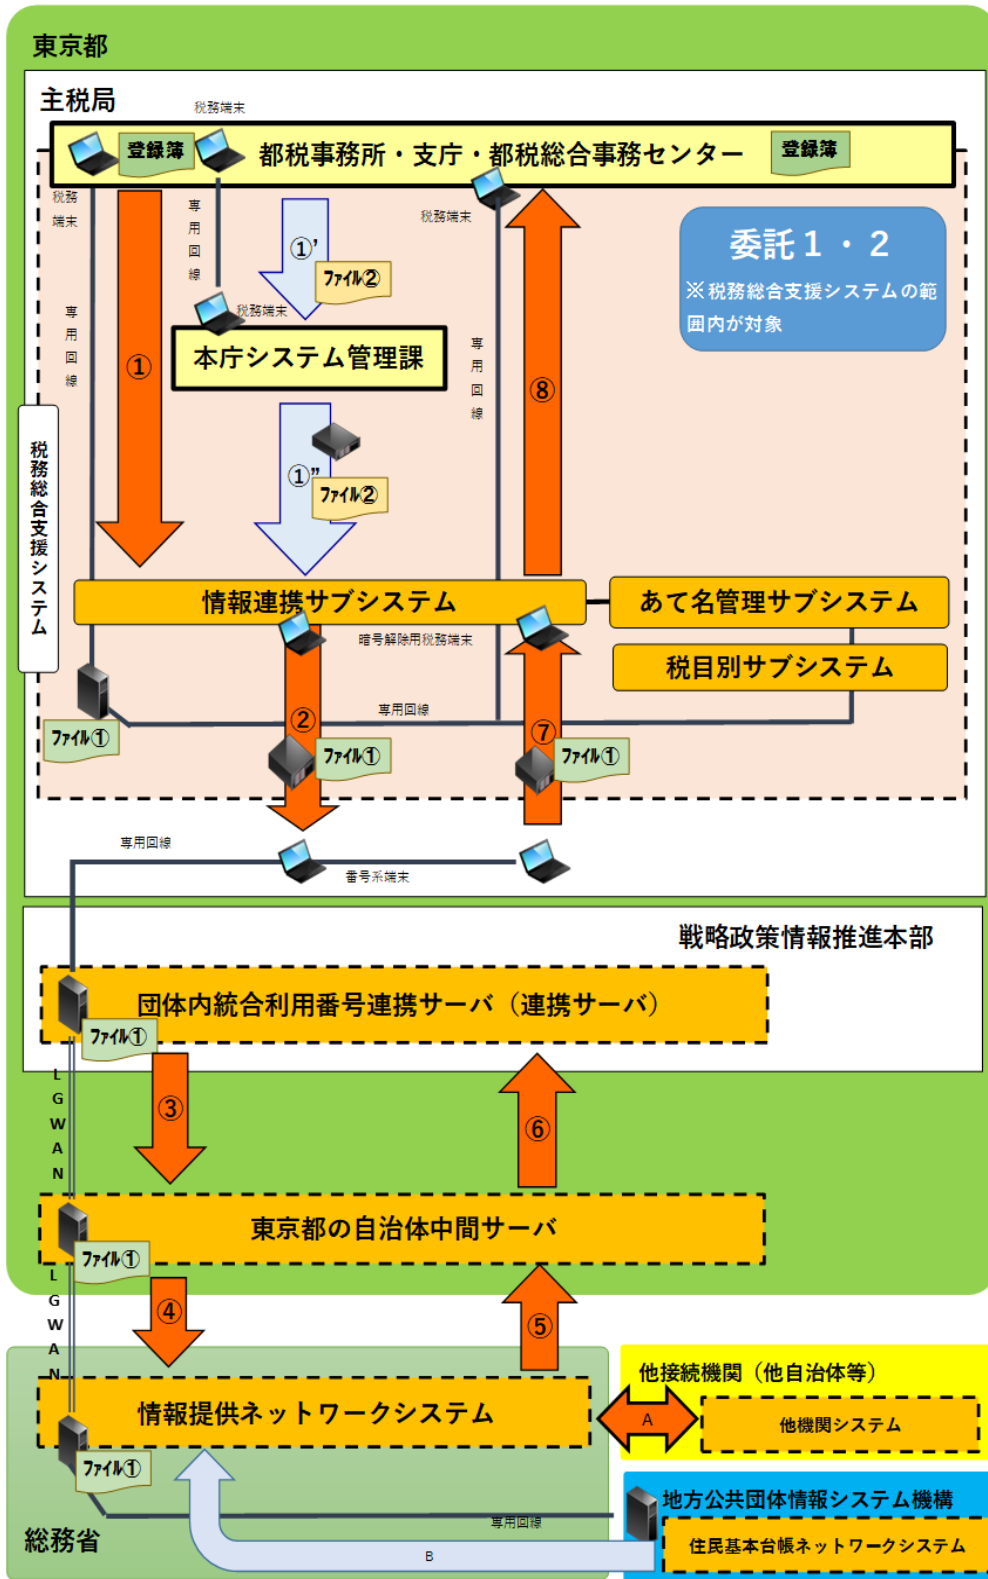 東京都
主税局
税務端末
登録簿
都税事務所・支庁・都税総合事務センター
登録簿
税務
端末
専用回線
税務端末
①’
ファイル②
委託１・２
※税務総合支援システムの範
囲内が対象
専用回線
税務端末
①
本庁システム管理課
専用回線
⑧
税務総合支援システム
①”
ファイル②
情報連携サブシステム
あて名管理サブシステム
暗号解除用税務端末
税目別サブシステム
専用回線
②
⑦
ファイル①
ファイル①
ファイル①
専用回線
番号系端末
戦略政策情報推進本部
団体内統合利用番号連携サーバ（連携サーバ）
ファイル①
LGWAN
③
⑥
東京都の自治体中間サーバ
ファイル①
LGWAN
④
⑤
他接続機関（他自治体等）
情報提供ネットワークシステム
A
他機関システム
ファイル①
地方公共団体情報システム機構
専用回線
総務省
住民基本台帳ネットワークシステム
B